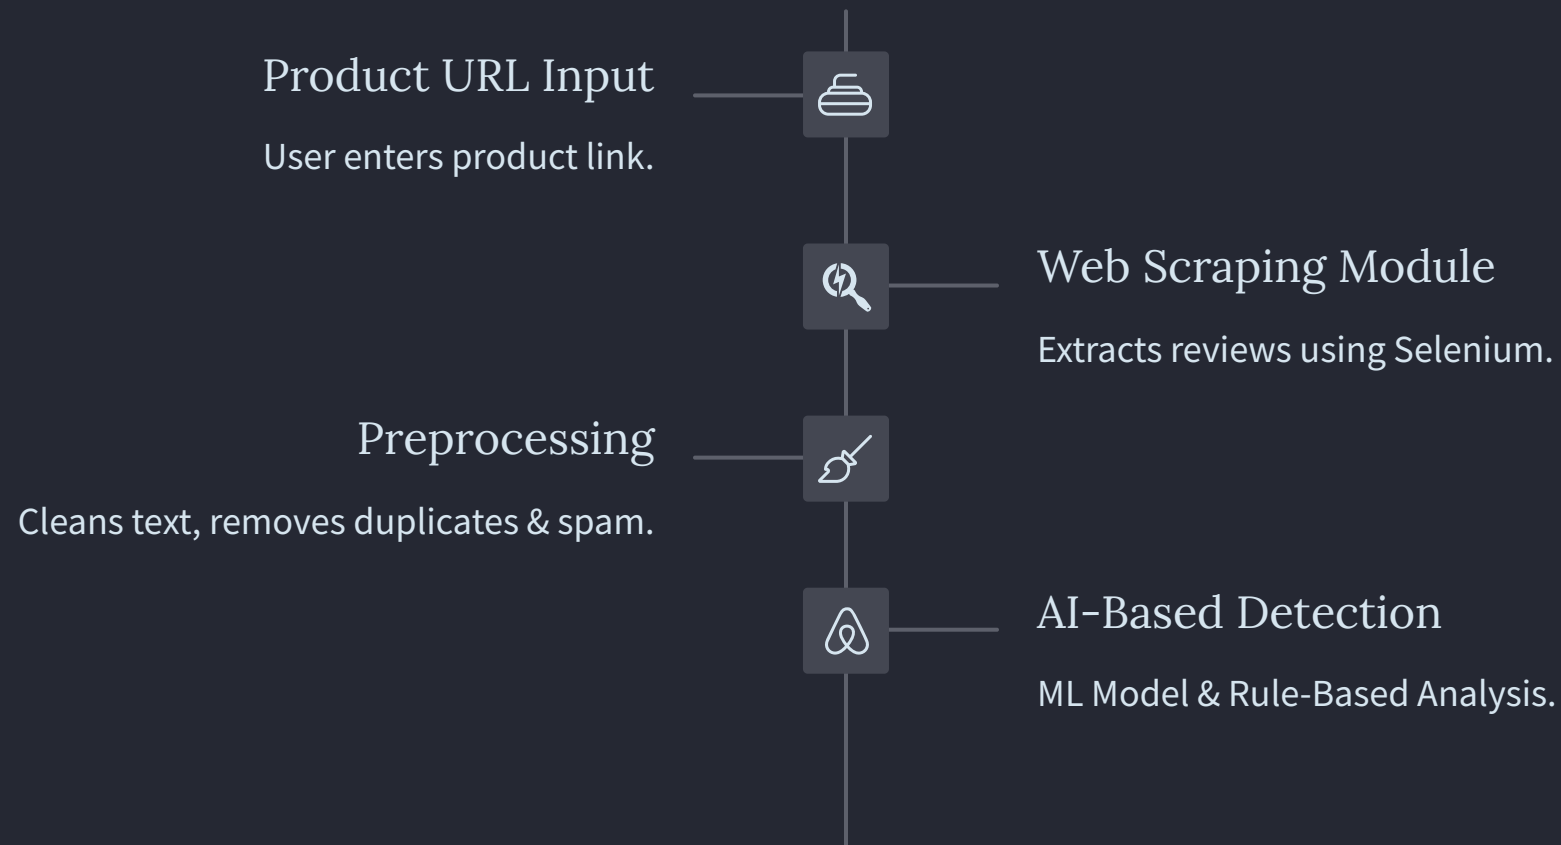 Product URL Input
User enters product link.
Web Scraping Module
Extracts reviews using Selenium.
Preprocessing
Cleans text, removes duplicates & spam.
AI-Based Detection
ML Model & Rule-Based Analysis.